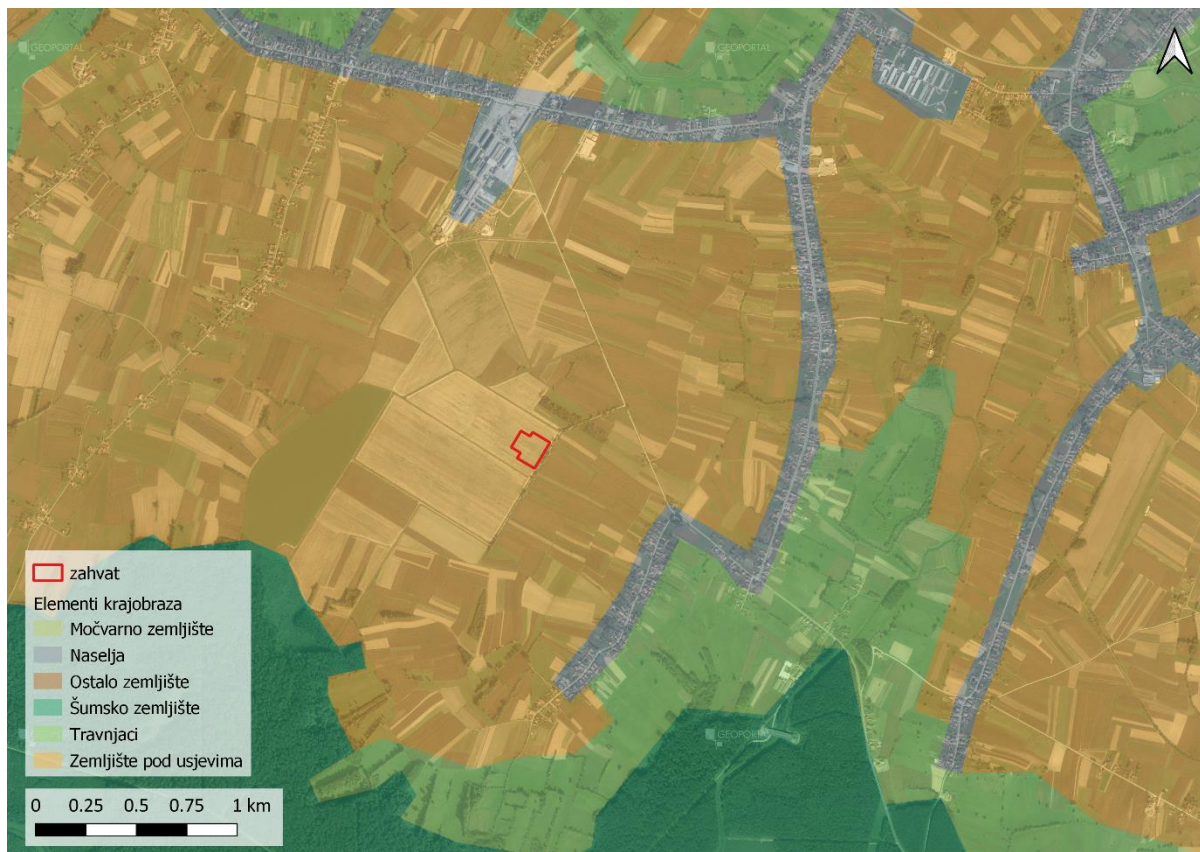 GEOPORTAL
GEOPORTAL
zahvat
Elementi krajobraza
Močvarno zemljište
Naselja
Ostalo zemljište
Šumsko zemljište
Travnjaci
Zemljište pod usjevima
GEOPORTAL
0 0.25 0.5 0.75 1 km